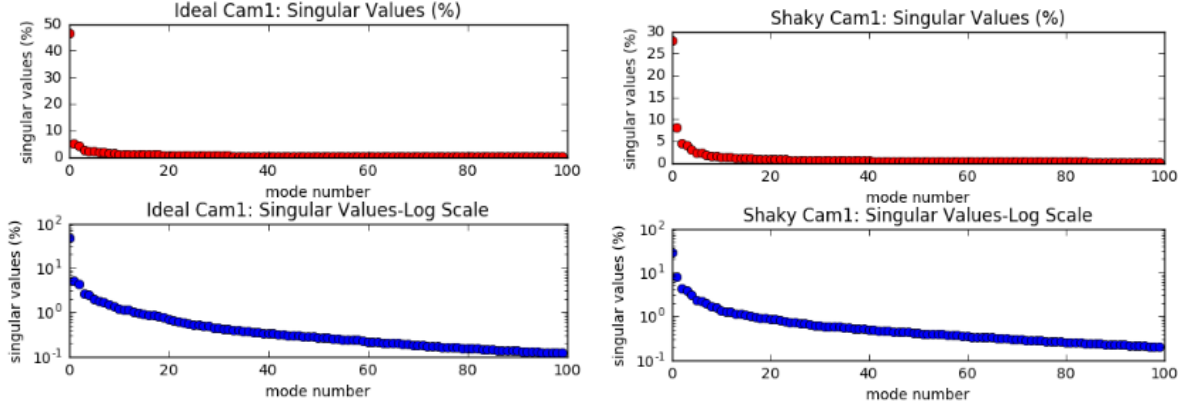 Ideal Cam1: Singular Values (%)
singular values (%)
50
40
30
20
10
0
0 20 40 60 80 100
mode number
Shaky Cam1: Singular Values (%)
singular values (%)
30
25
20
15
10
5
0
0 20 40 60 80 100
mode number
Ideal Cam1: Singular Values-Log Scale
singular values (%)
10²
10¹
10⁰
10⁻¹
0 20 40 60 80 100
mode number
Shaky Cam1: Singular Values-Log Scale
singular values (%)
10²
10¹
10⁰
10⁻¹
0 20 40 60 80 100
mode number